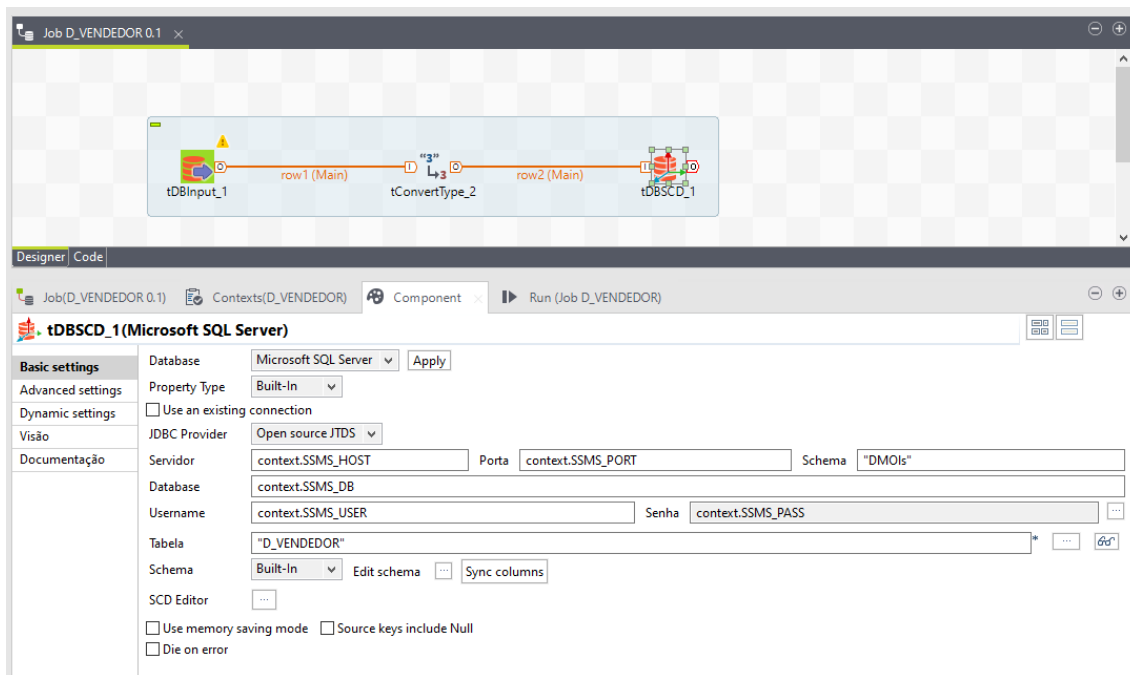 Job D_VENDEDOR 0.1
"3"
3
row1 (Main)
row2 (Main)
tDBInput_1
tConvertType_2
tDBSCD_1
Designer Code
Job(D_VENDEDOR 0.1) Contexts(D_VENDEDOR) Component Run (Job D_VENDEDOR)
tDBSCD_1(Microsoft SQL Server)
Basic settings
Advanced settings
Dynamic settings
Visão
Documentação
Database Microsoft SQL Server Apply
Property Type Built-In
Use an existing connection
JDBC Provider Open source JTDS
Servidor context.SSMS_HOST Porta context.SSMS_PORT Schema "DMOIs"
Database context.SSMS_DB
Username context.SSMS_USER Senha context.SSMS_PASS ...
Tabela "D_VENDEDOR" * ...
Schema Built-In Edit schema ... Sync columns
SCD Editor ...
Use memory saving mode Source keys include Null
Die on error